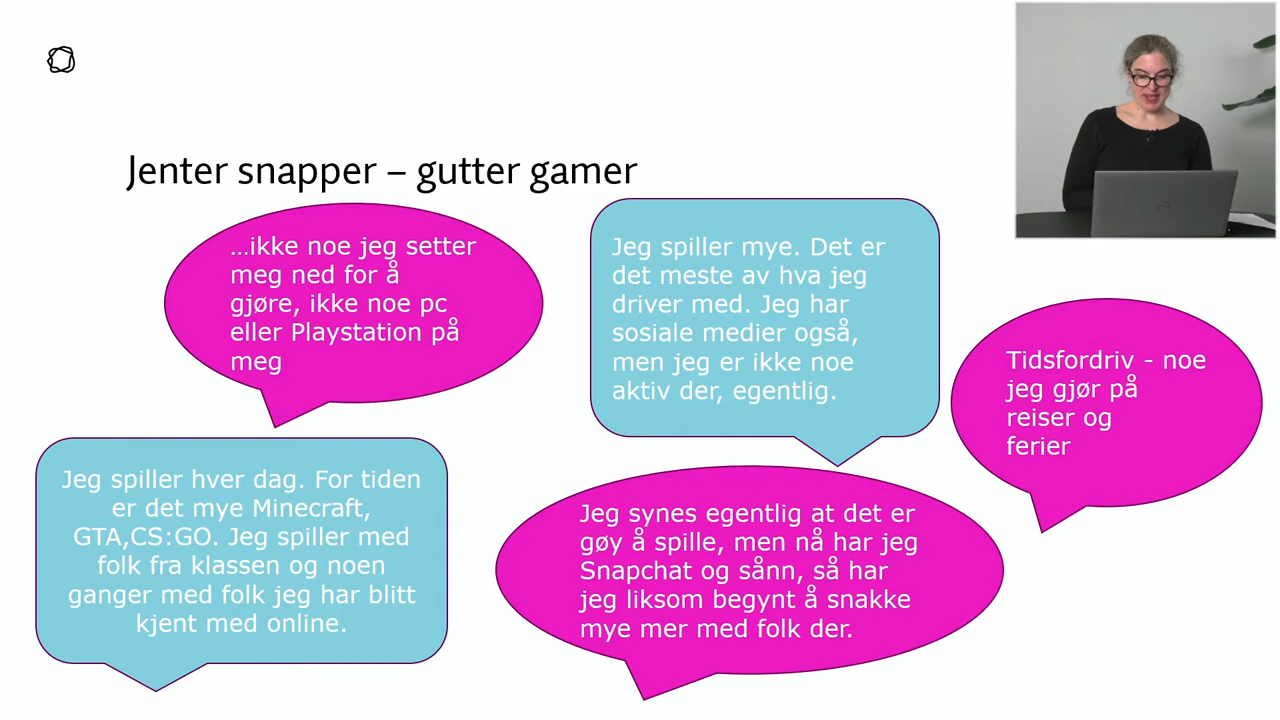 Jenter snapper – gutter gamer
…ikke noe jeg setter
meg ned for å
gjøre, ikke noe pc
eller Playstation på
meg
Jeg spiller mye. Det er
det meste av hva jeg
driver med. Jeg har
sosiale medier også,
men jeg er ikke noe
aktiv der, egentlig.
Tidsfordriv - noe
jeg gjør på
reiser og
ferier
Jeg spiller hver dag. For tiden
er det mye Minecraft,
GTA,CS:GO. Jeg spiller med
folk fra klassen og noen
ganger med folk jeg har blitt
kjent med online.
Jeg synes egentlig at det er
gøy å spille, men nå har jeg
Snapchat og sånn, så har
jeg liksom begynt å snakke
mye mer med folk der.